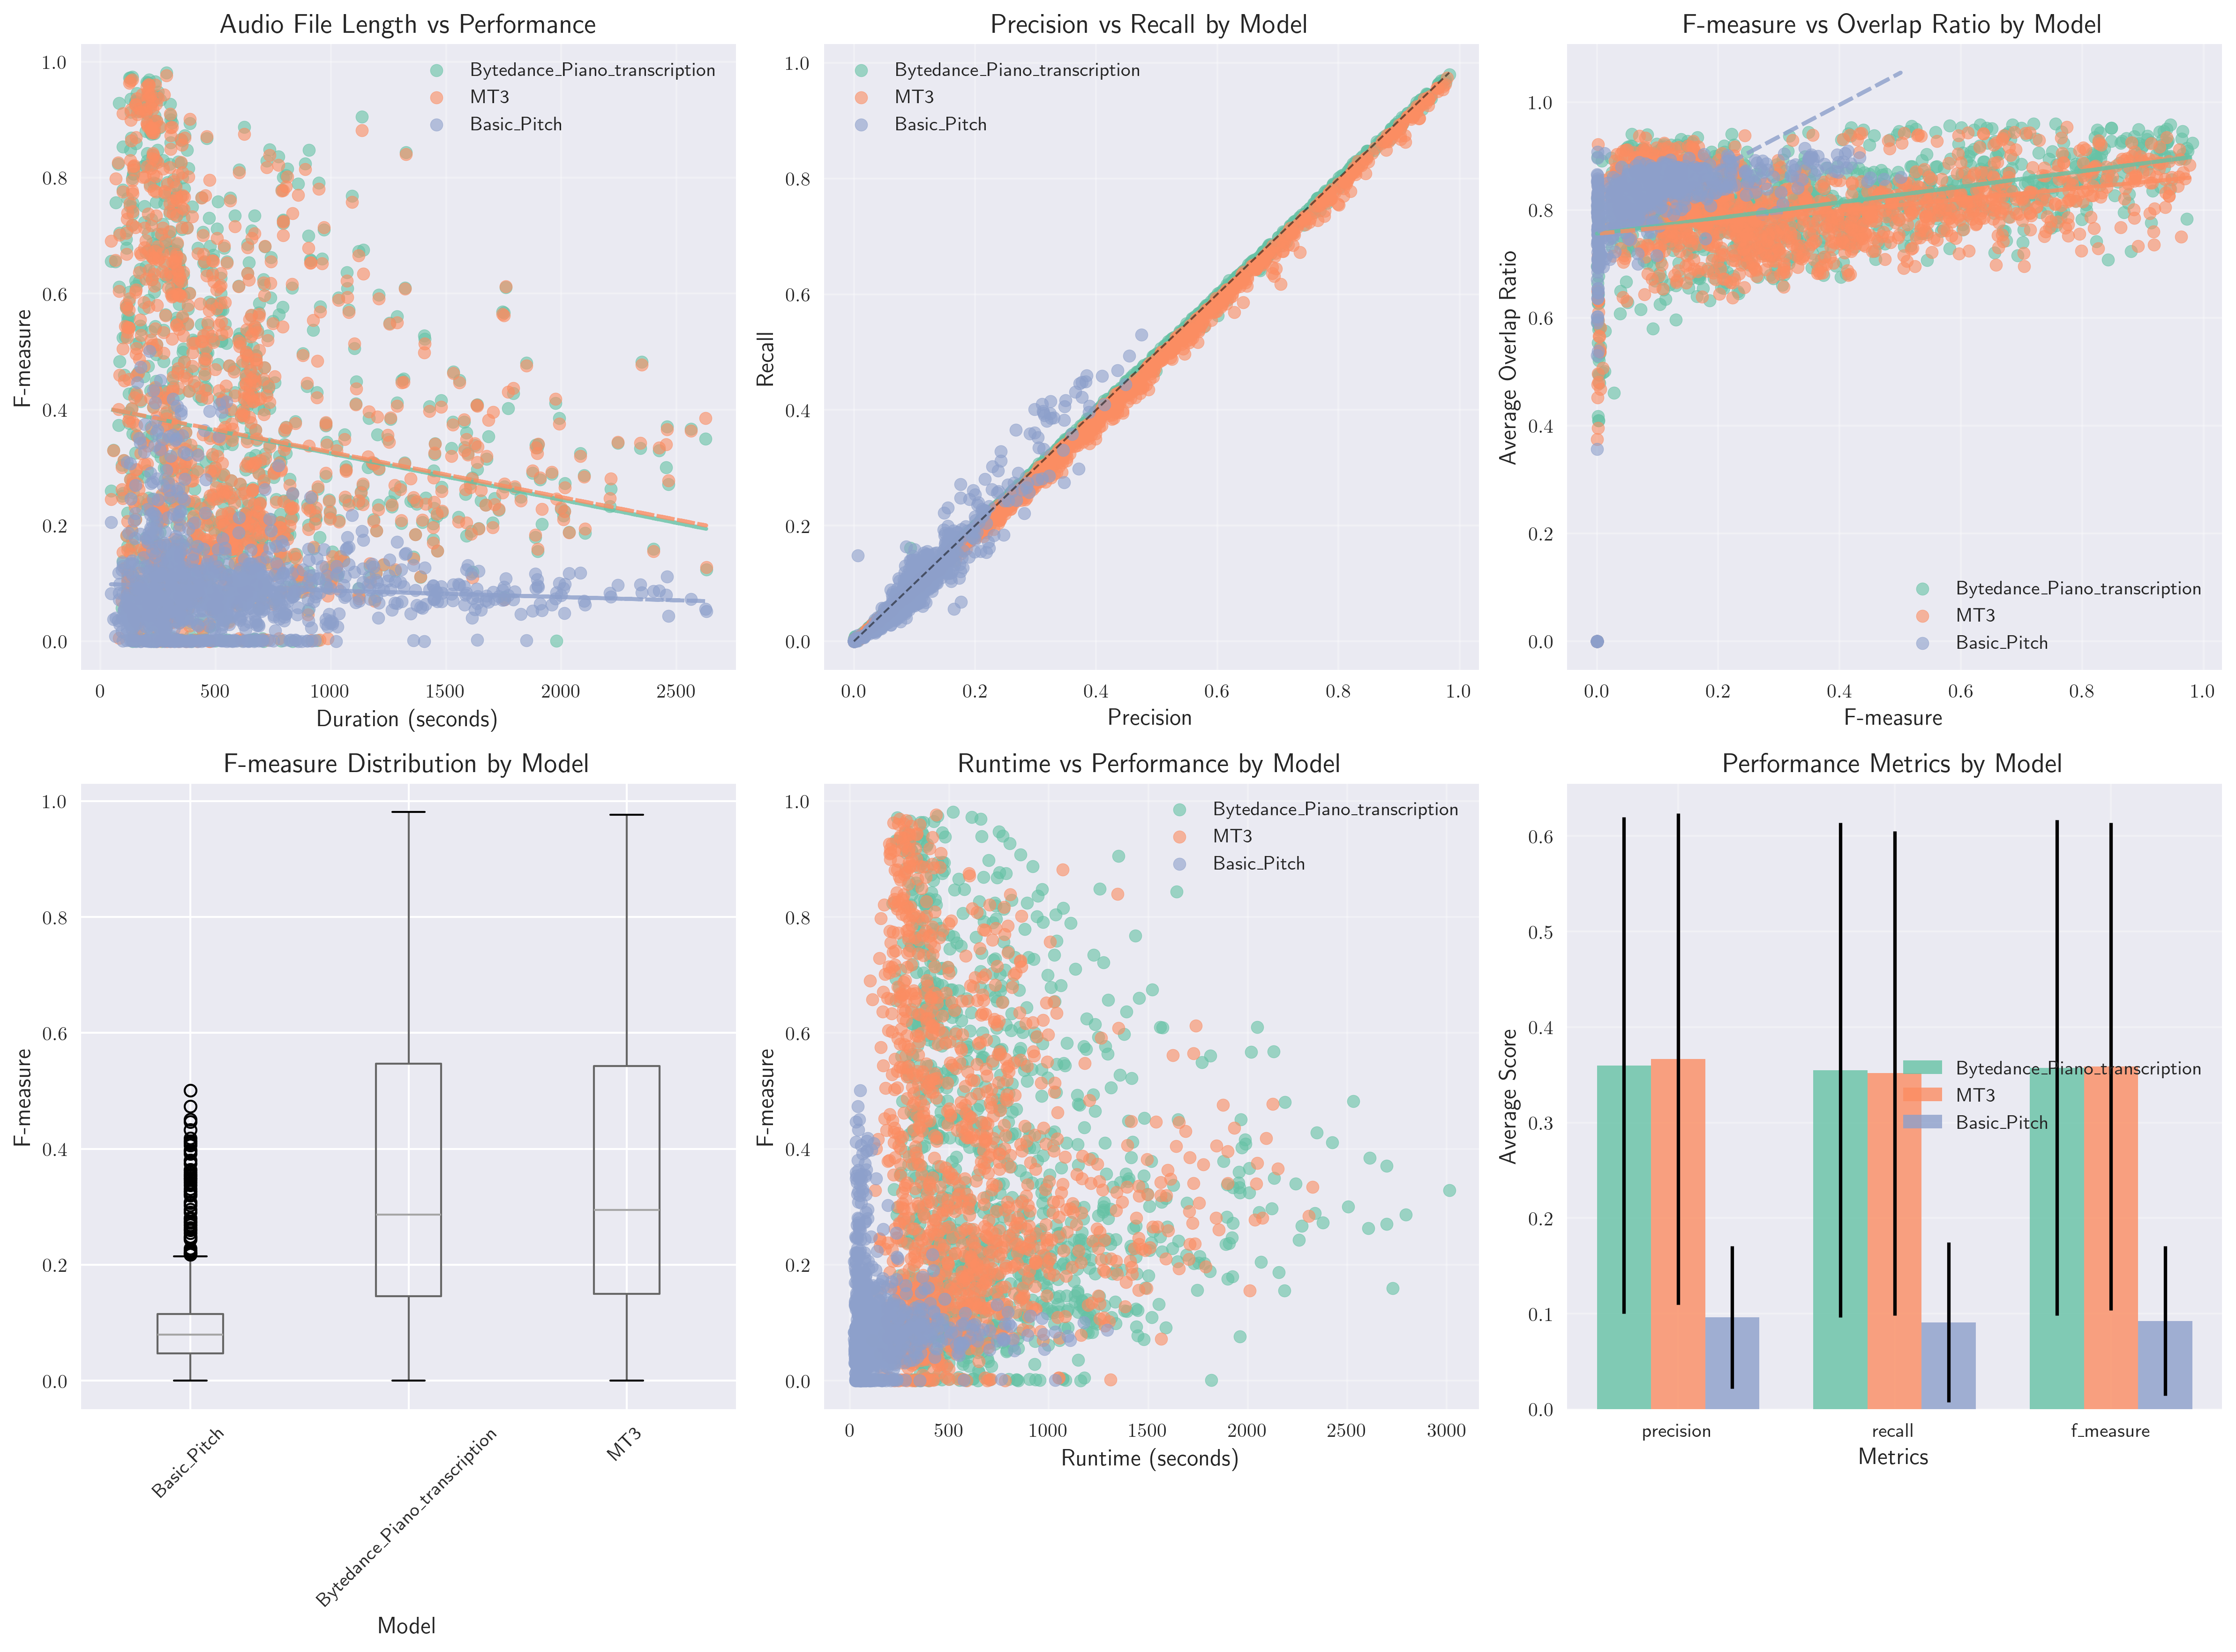 Audio File Length vs Performance
F-measure
1.0
0.8
0.6
0.4
0.2
0.0
Bytedance_Piano_transcription
MT3
Basic_Pitch
0 500 1000 1500 2000 2500
Duration (seconds)
Precision vs Recall by Model
Recall
1.0
0.8
0.6
0.4
0.2
0.0
Bytedance_Piano_transcription
MT3
Basic_Pitch
0.0 0.2 0.4 0.6 0.8 1.0
Precision
F-measure vs Overlap Ratio by Model
Average Overlap Ratio
1.0
0.8
0.6
0.4
0.2
0.0
Bytedance_Piano_transcription
MT3
Basic_Pitch
0.0 0.2 0.4 0.6 0.8 1.0
F-measure
F-measure Distribution by Model
F-measure
1.0
0.8
0.6
0.4
0.2
0.0
Basic_Pitch
Bytedance_Piano_transcription
MT3
Model
Runtime vs Performance by Model
F-measure
1.0
0.8
0.6
0.4
0.2
0.0
Bytedance_Piano_transcription
MT3
Basic_Pitch
0 500 1000 1500 2000 2500 3000
Runtime (seconds)
Performance Metrics by Model
Average Score
0.6
0.5
0.4
0.3
0.2
0.1
0.0
Bytedance_Piano_transcription
MT3
Basic_Pitch
precision recall f_measure
Metrics